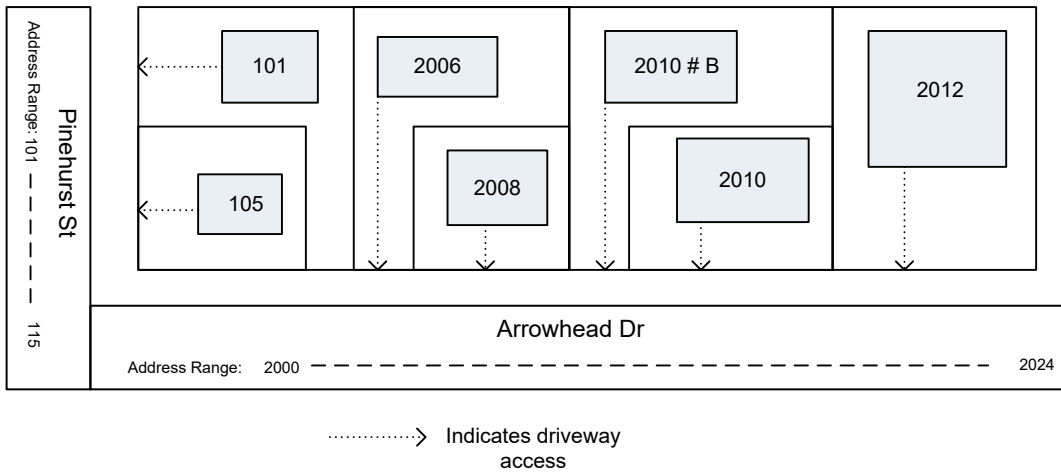 Pinehurst St
Address Range: 101
115
101
2006
2010 # B
2012
105
2008
2010
Arrowhead Dr
Address Range: 2000
2024
Indicates driveway
access